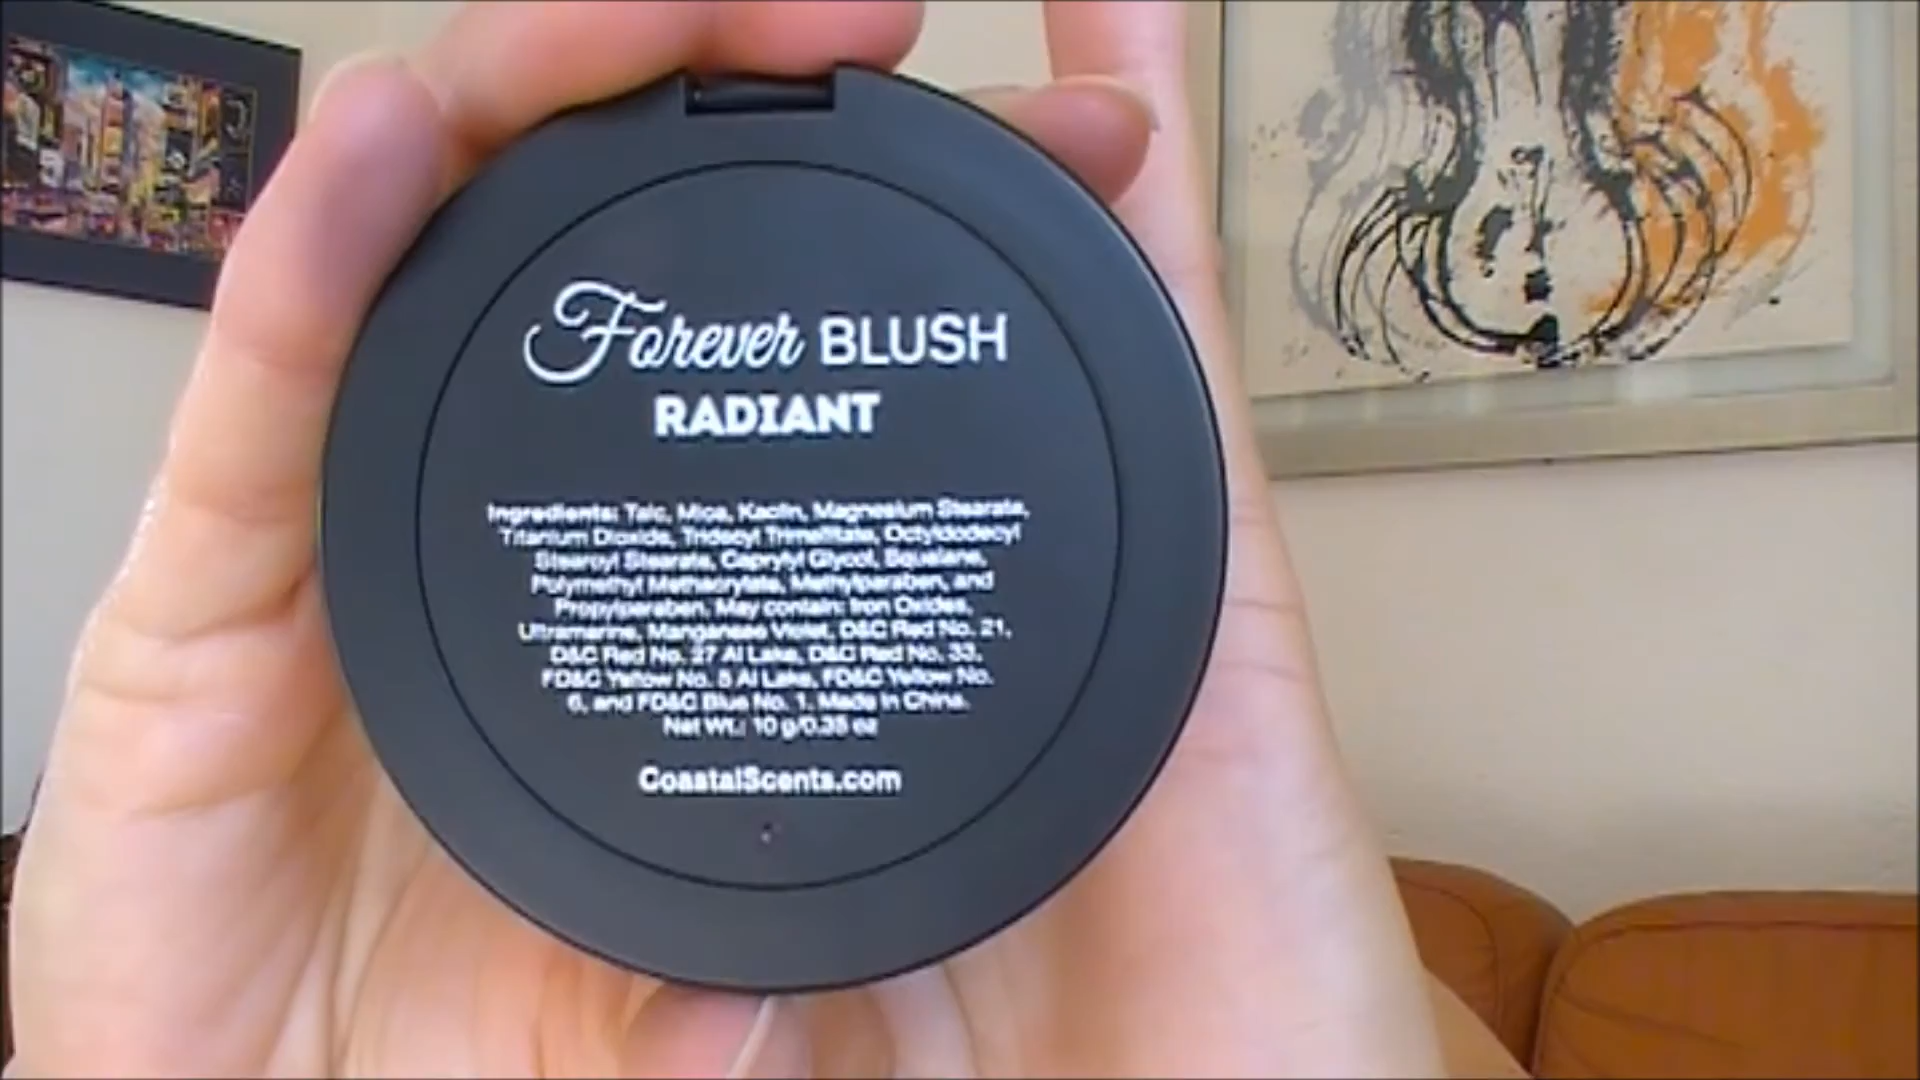 Forever BLUSH
RADIANT
Ingredients: Talc, Mica, Kaolin, Magnesium Stearate,
Titanium Dioxide, Tridecyl Trimellitate, Octyldodecyl
Stearoyl Stearate, Caprylyl Glycol, Squalane,
Polymethyl Methacrylate, Methylparaben, and
Propylparaben. May contain: Iron Oxides,
Ultramarine, Manganese Violet, D&C Red No. 21,
D&C Red No. 27 Al Lake, D&C Red No. 33,
FD&C Yellow No. 5 Al Lake, FD&C Yellow No.
6, and FD&C Blue No. 1. Made in China.
Net Wt.: 10 g/0.35 oz
CoastalScents.com